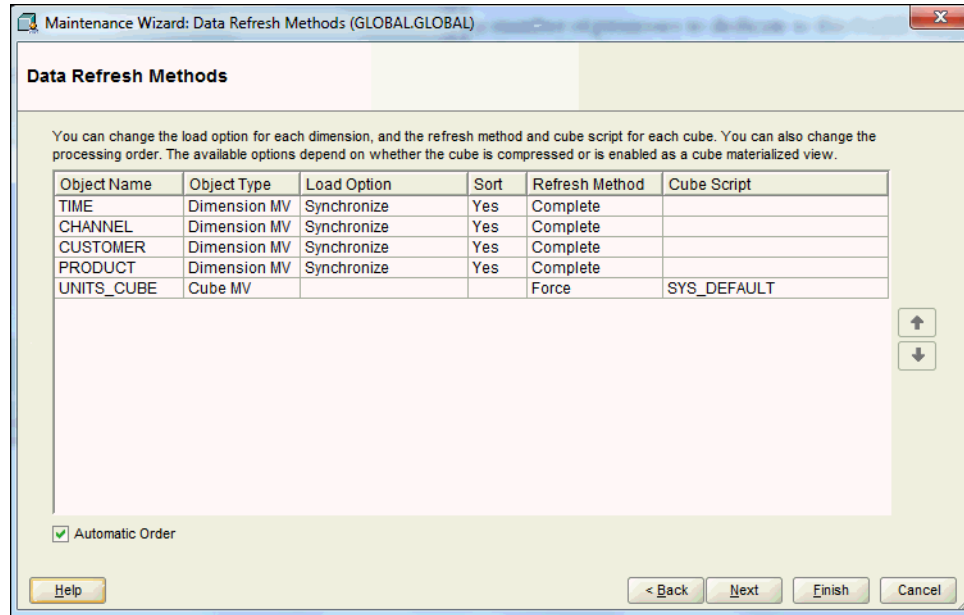 Maintenance Wizard: Data Refresh Methods (GLOBAL.GLOBAL)
Data Refresh Methods
You can change the load option for each dimension, and the refresh method and cube script for each cube. You can also change the
processing order. The available options depend on whether the cube is compressed or is enabled as a cube materialized view.
Object Name Object Type Load Option Sort Refresh Method Cube Script
TIME Dimension MV Synchronize Yes Complete
CHANNEL Dimension MV Synchronize Yes Complete
CUSTOMER Dimension MV Synchronize Yes Complete
PRODUCT Dimension MV Synchronize Yes Complete
UNITS_CUBE Cube MV Force SYS_DEFAULT
Automatic Order
Help < Back Next Finish Cancel